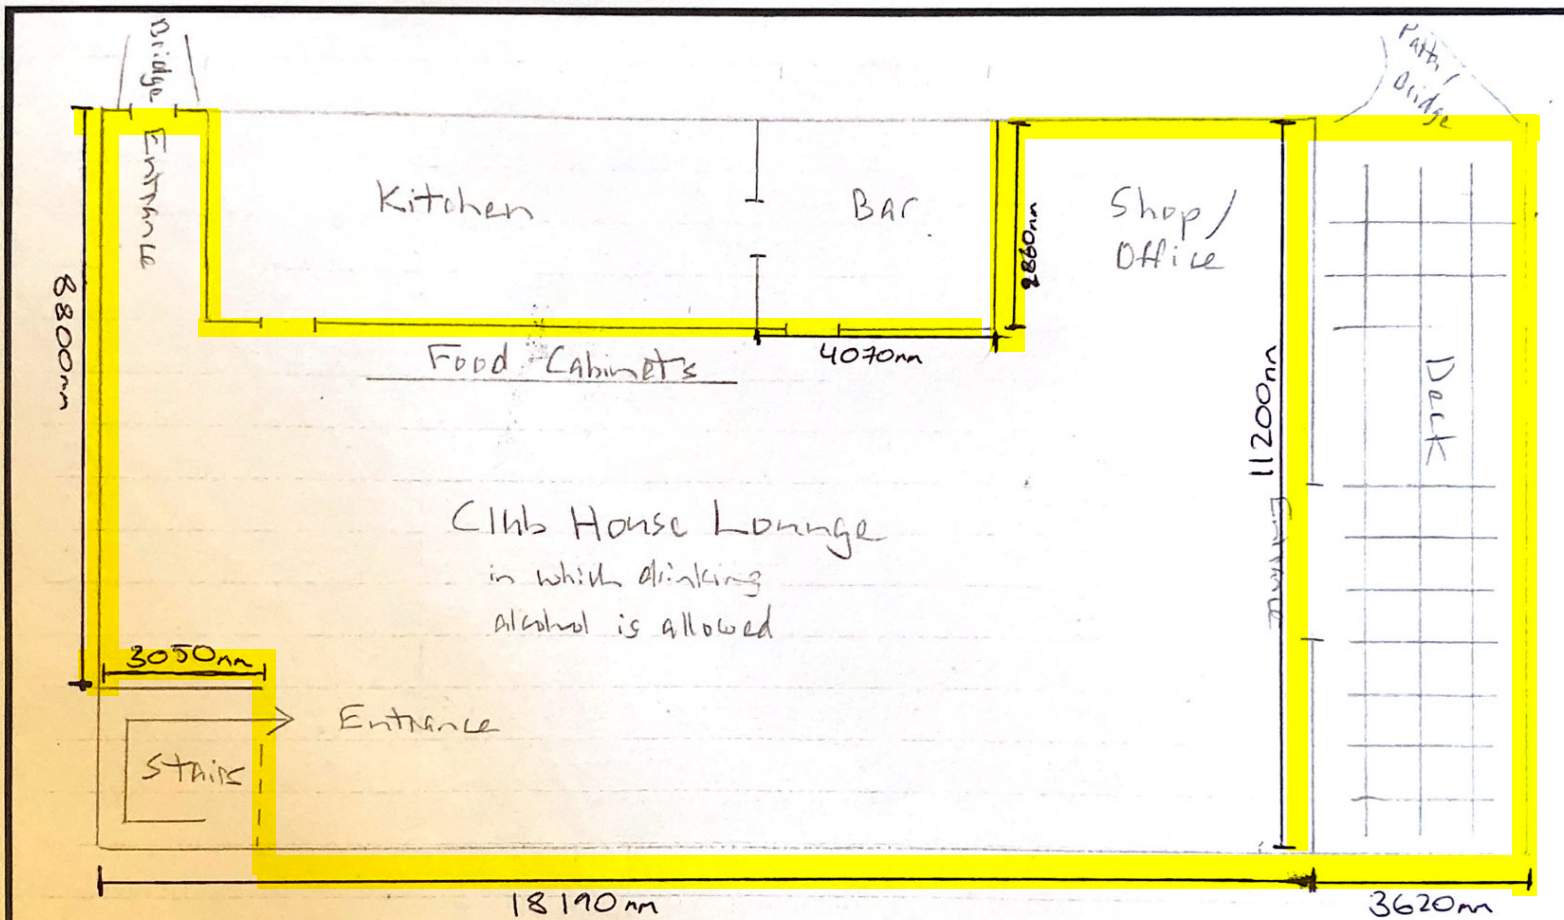 Bridge
Path/
Bridge
Entrance
Kitchen
Bar
Shop/
Office
2860mm
8800mm
4070mm
Food Cabinets
11200mm
Deck
Club House Lounge
in which drinking
alcohol is allowed
Entrance
3050mm
Entrance
Stairs
18190mm
3620mm